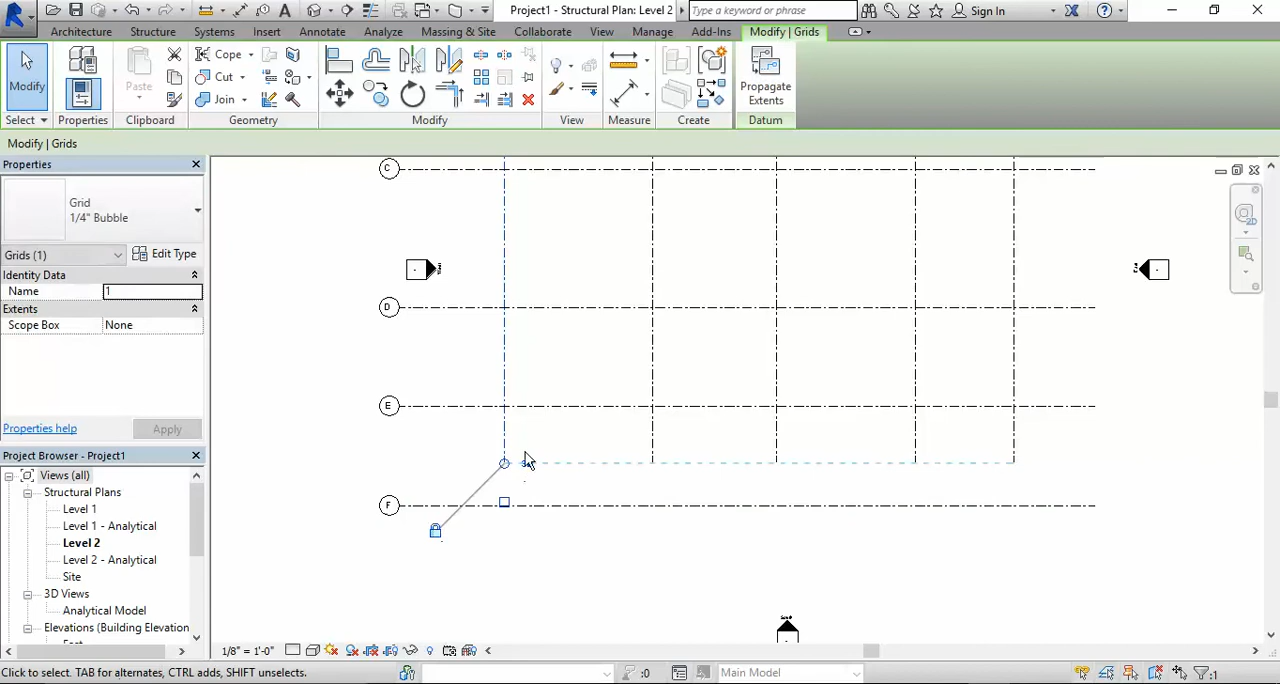 Project1 - Structural Plan: Level 2
Type a keyword or phrase
Sign In
Architecture Structure Systems Insert Annotate Analyze Massing & Site Collaborate View Manage Add-Ins Modify | Grids
Modify
Paste
Cope
Cut
Join
Propagate
Extents
Select Properties Clipboard Geometry Modify View Measure Create Datum
Modify | Grids
Properties
Grid
1/4" Bubble
Grids (1)
Edit Type
Identity Data
Name 1
Extents
Scope Box None
Properties help Apply
Project Browser - Project1
Views (all)
Structural Plans
Level 1
Level 1 - Analytical
Level 2
Level 2 - Analytical
Site
3D Views
Analytical Model
Elevations (Building Elevation
East
C
D
E
F
2D
1/8" = 1'-0"
Click to select. TAB for alternates, CTRL adds, SHIFT unselects.
:0
Main Model
:1